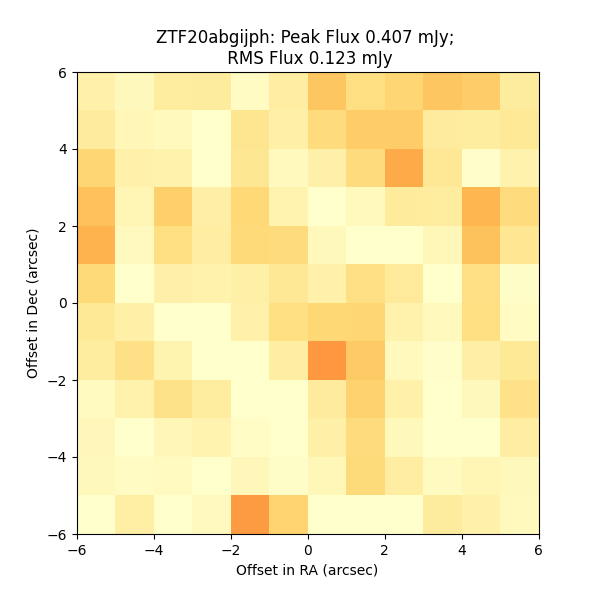 ZTF20abgijph: Peak Flux 0.407 mJy;
RMS Flux 0.123 mJy
6
4
2
0
−2
−4
−6
Offset in Dec (arcsec)
−6 −4 −2 0 2 4 6
Offset in RA (arcsec)